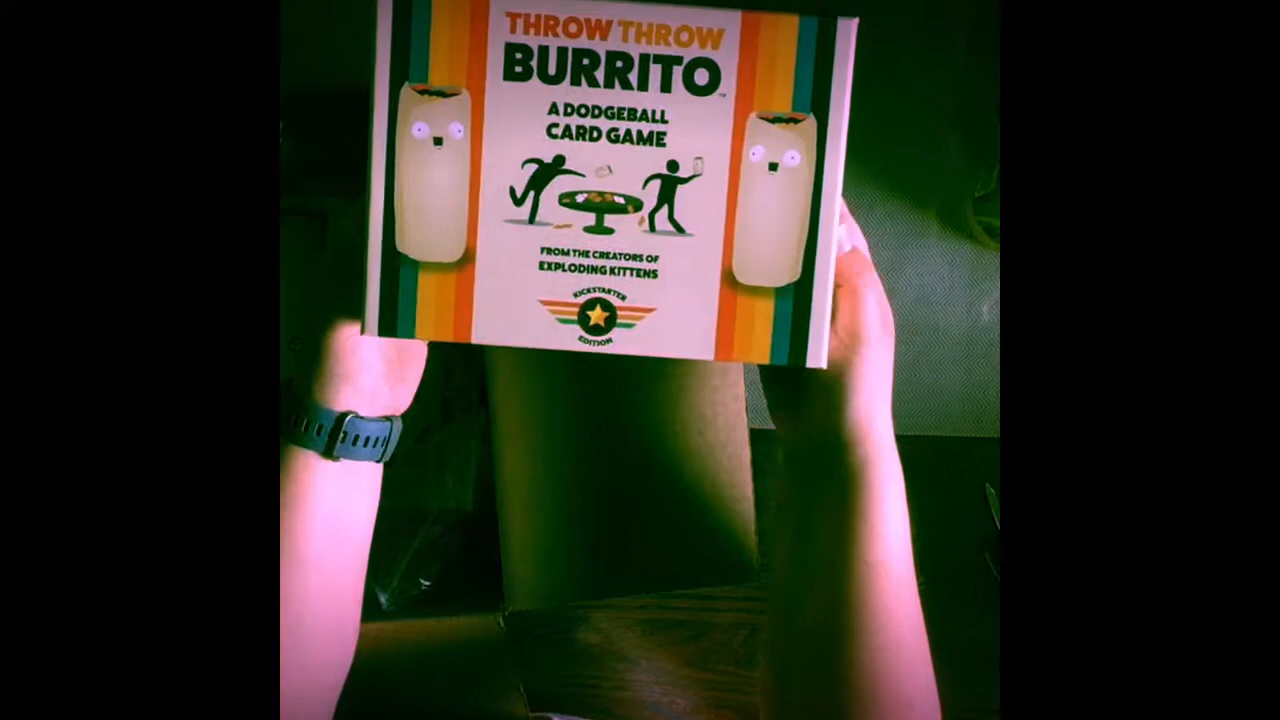 THROW THROW
BURRITO
A DODGEBALL
CARD GAME
FROM THE CREATORS OF
EXPLODING KITTENS
KICKSTARTER
EDITION